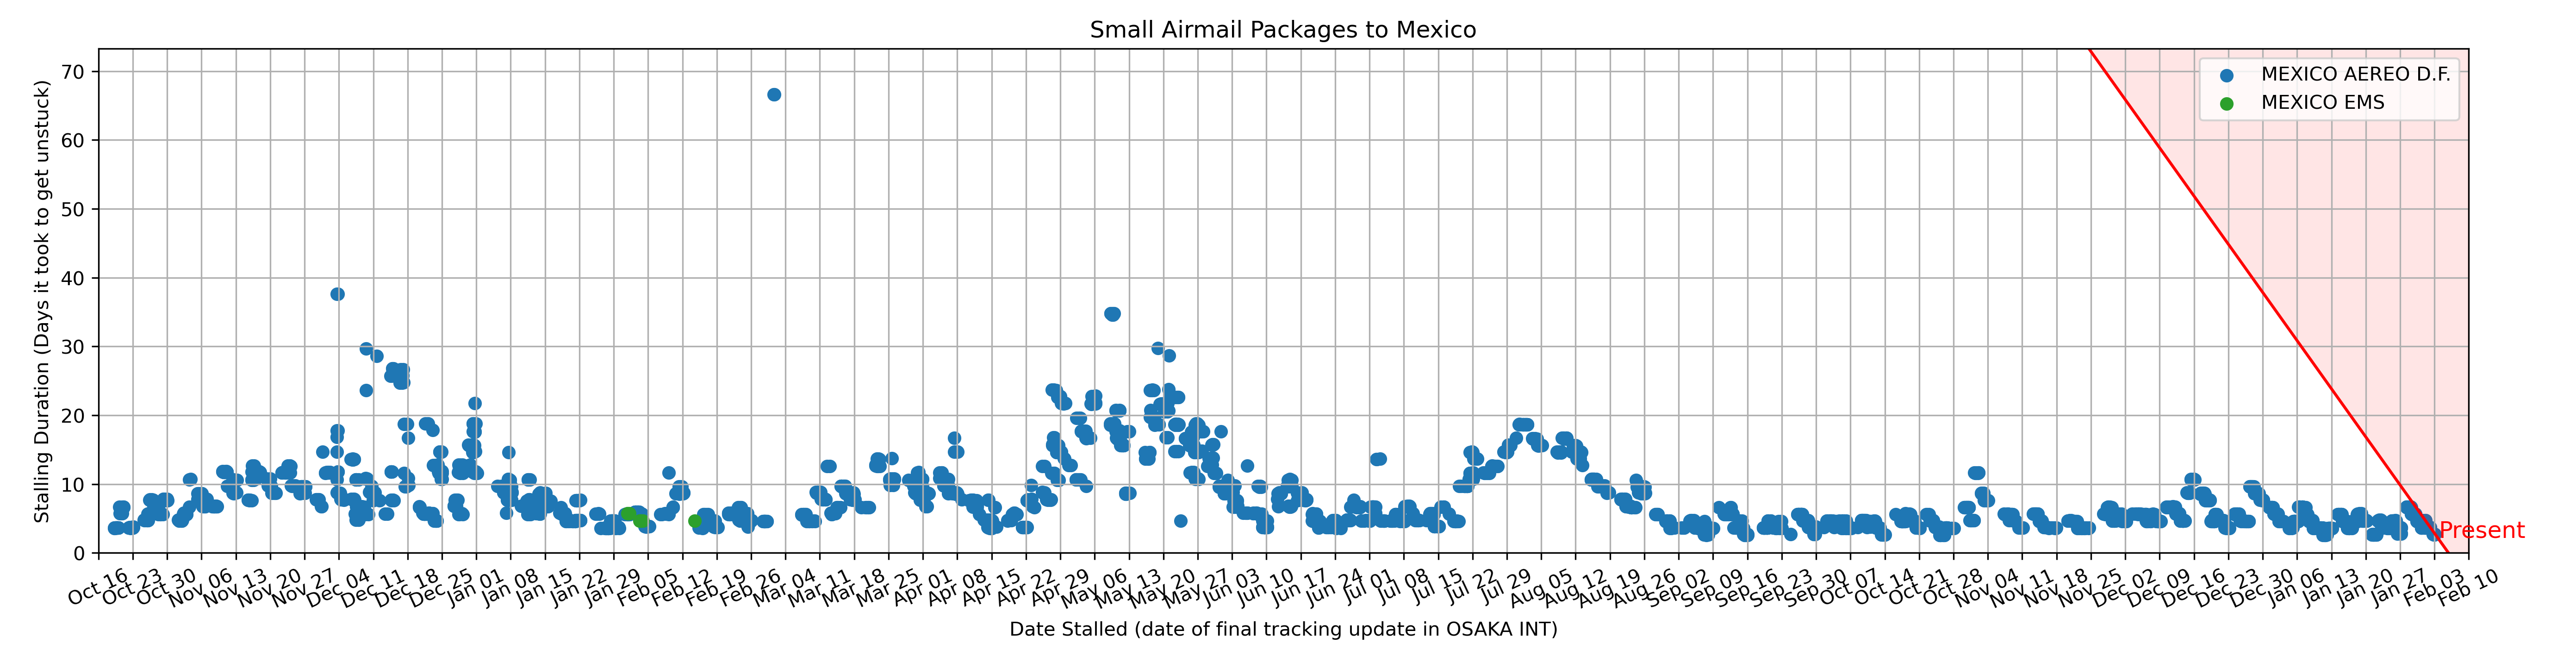 Small Airmail Packages to Mexico
Stalling Duration (Days it took to get unstuck)
70
60
50
40
30
20
10
0
MEXICO AEREO D.F.
MEXICO EMS
Present
Oct 16
Oct 23
Oct 30
Nov 06
Nov 13
Nov 20
Nov 27
Dec 04
Dec 11
Dec 18
Dec 25
Jan 01
Jan 08
Jan 15
Jan 22
Jan 29
Feb 05
Feb 12
Feb 19
Feb 26
Mar 04
Mar 11
Mar 18
Mar 25
Apr 01
Apr 08
Apr 15
Apr 22
Apr 29
May 06
May 13
May 20
May 27
Jun 03
Jun 10
Jun 17
Jun 24
Jul 01
Jul 08
Jul 15
Jul 22
Jul 29
Aug 05
Aug 12
Aug 19
Aug 26
Sep 02
Sep 09
Sep 16
Sep 23
Sep 30
Oct 07
Oct 14
Oct 21
Oct 28
Nov 04
Nov 11
Nov 18
Nov 25
Dec 02
Dec 09
Dec 16
Dec 23
Dec 30
Jan 06
Jan 13
Jan 20
Jan 27
Feb 03
Feb 10
Date Stalled (date of final tracking update in OSAKA INT)